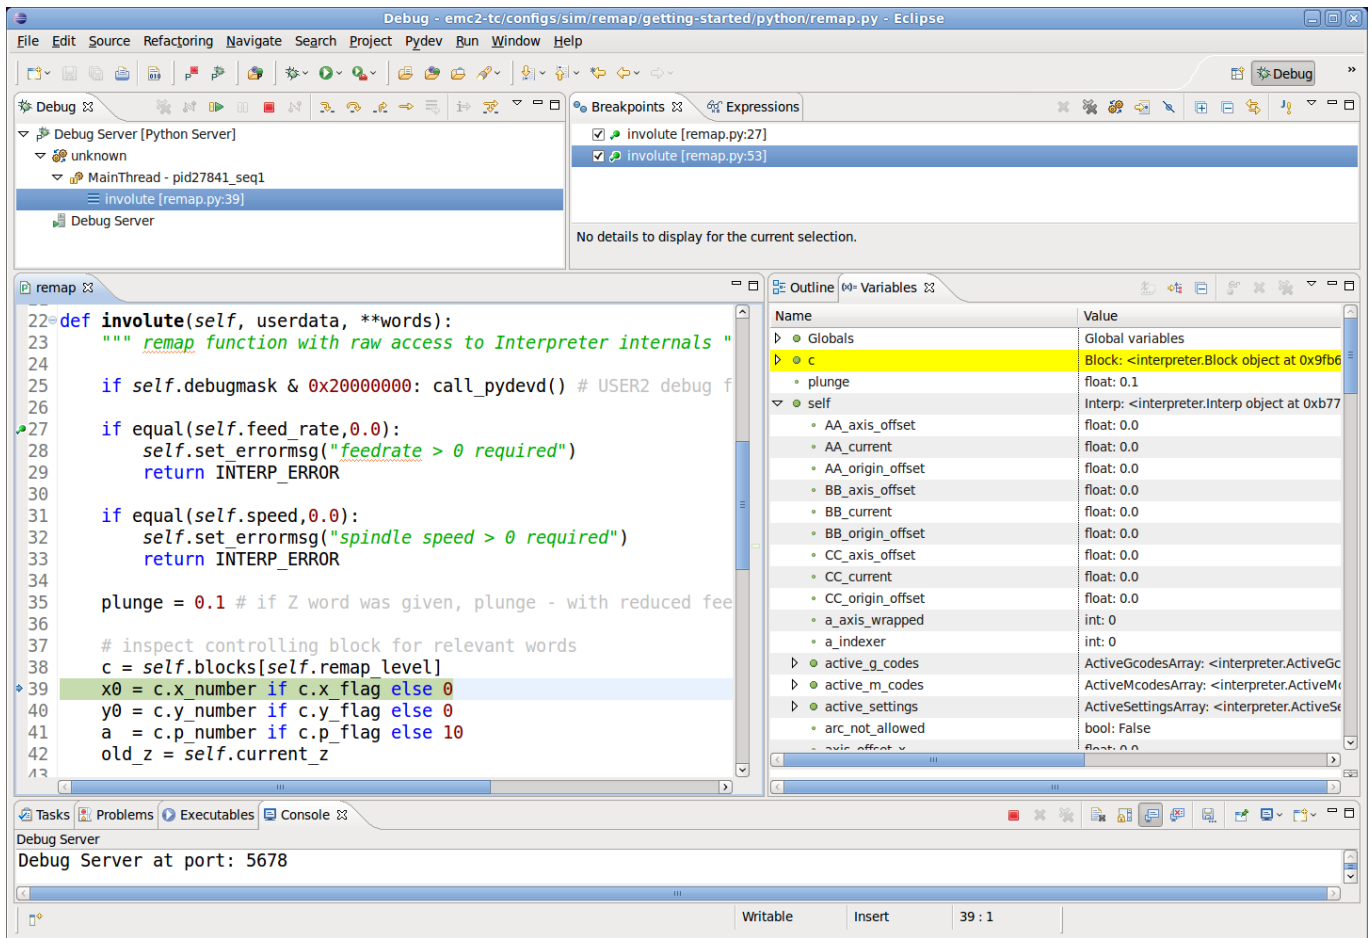 Debug - emc2-tc/configs/sim/remap/getting-started/python/remap.py - Eclipse
File Edit Source Refactoring Navigate Search Project Pydev Run Window Help
Debug
»
Debug
Breakpoints Expressions
Debug Server [Python Server]
unknown
MainThread - pid27841_seq1
involute [remap.py:39]
Debug Server
involute [remap.py:27]
involute [remap.py:53]
No details to display for the current selection.
remap
22 def involute(self, userdata, **words):
23 """ remap function with raw access to Interpreter internals "
24
25 if self.debugmask & 0x20000000: call_pydevd() # USER2 debug f
26
27 if equal(self.feed_rate,0.0):
28 self.set_errormsg("feedrate > 0 required")
29 return INTERP_ERROR
30
31 if equal(self.speed,0.0):
32 self.set_errormsg("spindle speed > 0 required")
33 return INTERP_ERROR
34
35 plunge = 0.1 # if Z word was given, plunge - with reduced fee
36
37 # inspect controlling block for relevant words
38 c = self.blocks[self.remap_level]
39 x0 = c.x_number if c.x_flag else 0
40 y0 = c.y_number if c.y_flag else 0
41 a = c.p_number if c.p_flag else 10
42 old_z = self.current_z
43
Outline Variables
Name Value
Globals Global variables
c Block: <interpreter.Block object at 0x9fb6
plunge float: 0.1
self Interp: <interpreter.Interp object at 0xb77
AA_axis_offset float: 0.0
AA_current float: 0.0
AA_origin_offset float: 0.0
BB_axis_offset float: 0.0
BB_current float: 0.0
BB_origin_offset float: 0.0
CC_axis_offset float: 0.0
CC_current float: 0.0
CC_origin_offset float: 0.0
a_axis_wrapped int: 0
a_indexer int: 0
active_g_codes ActiveGcodesArray: <interpreter.ActiveGc
active_m_codes ActiveMcodesArray: <interpreter.ActiveMc
active_settings ActiveSettingsArray: <interpreter.ActiveSe
arc_not_allowed bool: False
axis_offset_x float: 0.0
Tasks Problems Executables Console
Debug Server
Debug Server at port: 5678
Writable Insert 39 : 1